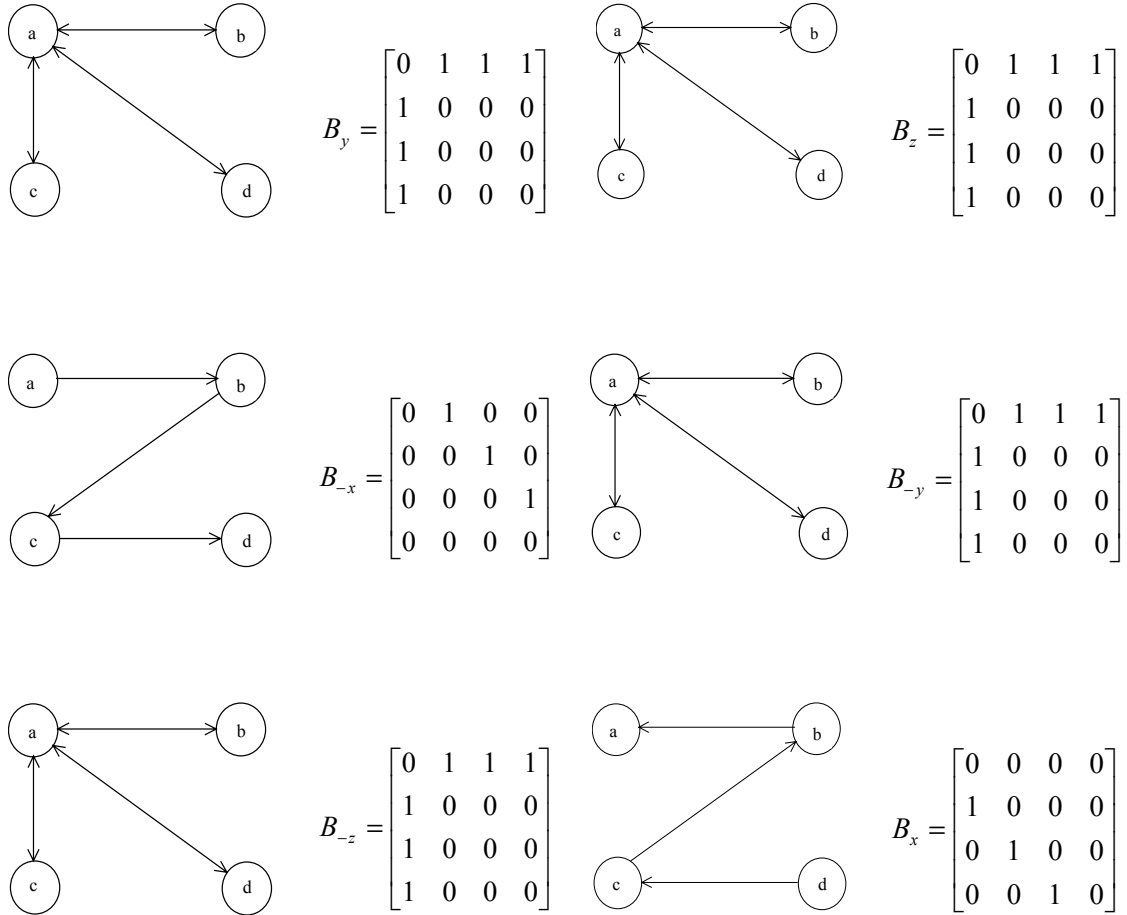 a b
c d
B_y = [0 1 1 1
1 0 0 0
1 0 0 0
1 0 0 0]
a b
c d
B_z = [0 1 1 1
1 0 0 0
1 0 0 0
1 0 0 0]
a b
c d
B_{-x} = [0 1 0 0
0 0 1 0
0 0 0 1
0 0 0 0]
a b
c d
B_{-y} = [0 1 1 1
1 0 0 0
1 0 0 0
1 0 0 0]
a b
c d
B_{-z} = [0 1 1 1
1 0 0 0
1 0 0 0
1 0 0 0]
a b
c d
B_x = [0 0 0 0
1 0 0 0
0 1 0 0
0 0 1 0]